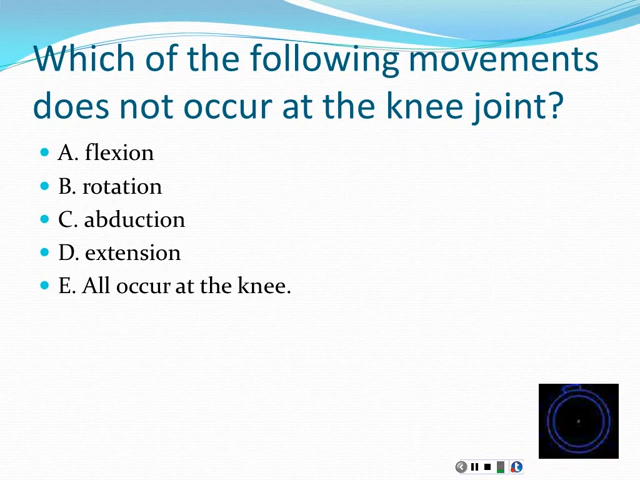 Which of the following movements
does not occur at the knee joint?
A. flexion
B. rotation
C. abduction
D. extension
E. All occur at the knee.